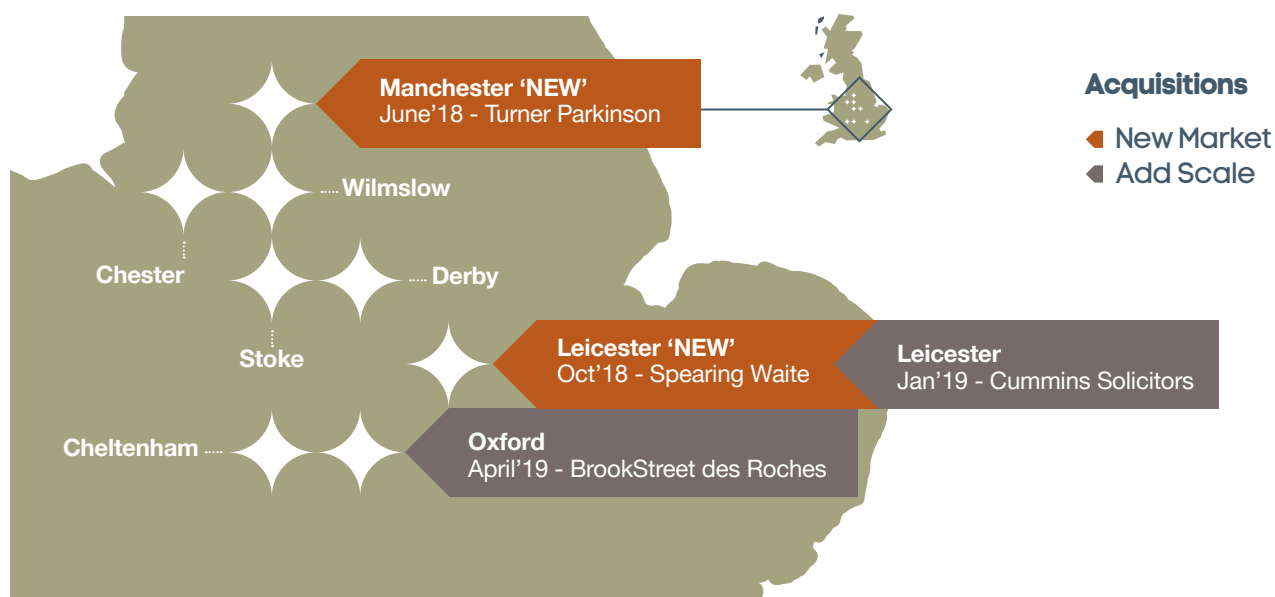 Manchester ‘NEW’
June’18 - Turner Parkinson
Acquisitions
New Market
Add Scale
Wilmslow
Chester
Derby
Stoke
Leicester ‘NEW’
Oct’18 - Spearing Waite
Leicester
Jan’19 - Cummins Solicitors
Cheltenham
Oxford
April’19 - BrookStreet des Roches